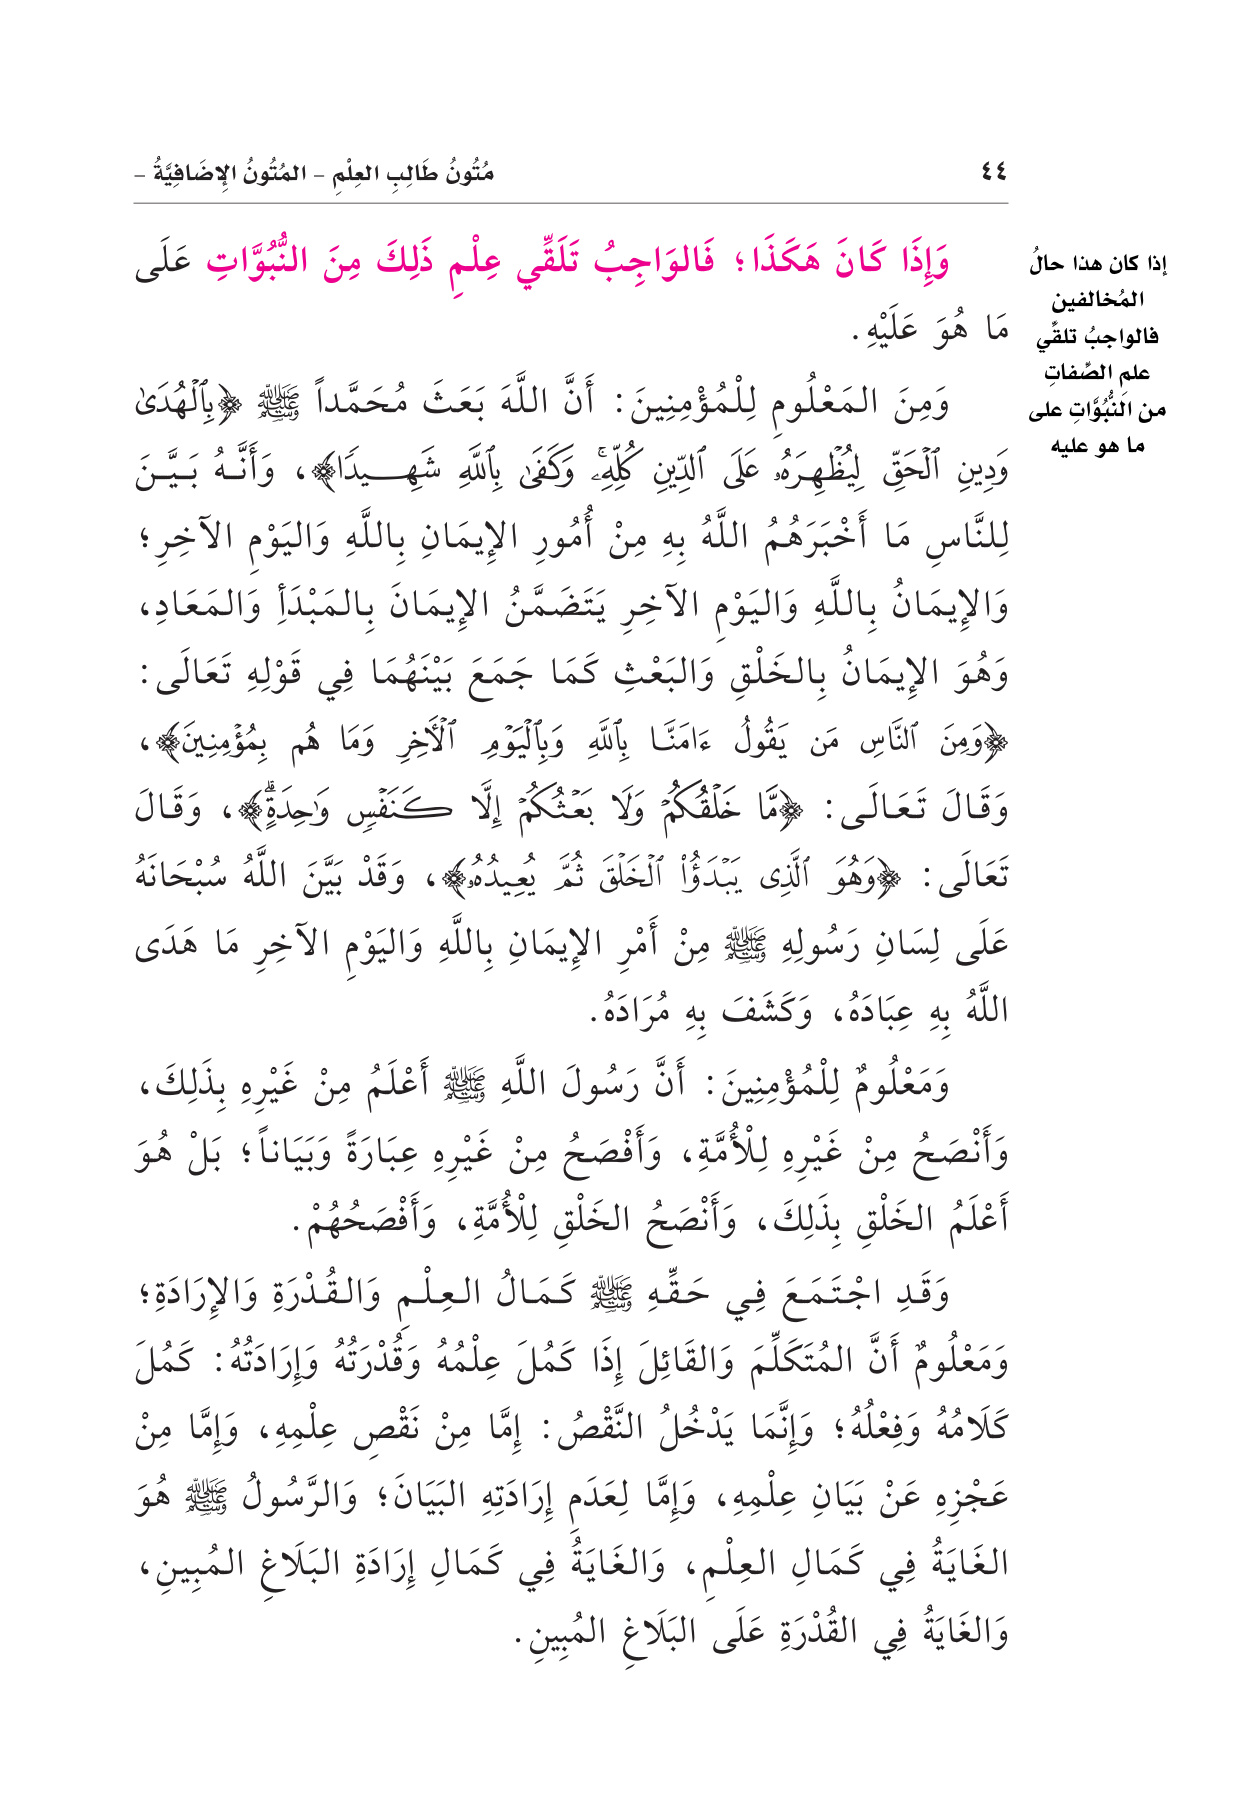 ٤٤
مُتُونُ طَالِبِ العِلْمِ – المُتُونُ الإِضَافِيَّةُ –
وَإِذَا كَانَ هَكَذَا؛ فَالوَاجِبُ تَلَقِّي عِلْمِ ذَلِكَ مِنَ النُّبُوَّاتِ عَلَى
مَا هُوَ عَلَيْهِ.
إذا كان هذا حالُ
المُخالفين
فالواجبُ تلقِّي
علم الصِّفاتِ
من النُّبُوَّاتِ على
ما هو عليه
وَمِنَ المَعْلُومِ لِلْمُؤْمِنِينَ: أَنَّ اللَّهَ بَعَثَ مُحَمَّداً ﷺ ﴿بِٱلْهُدَىٰ
وَدِينِ ٱلْحَقِّ لِيُظْهِرَهُۥ عَلَى ٱلدِّينِ كُلِّهِۦۚ وَكَفَىٰ بِٱللَّهِ شَهِـيدًا﴾، وَأَنَّهُ بَيَّنَ
لِلنَّاسِ مَا أَخْبَرَهُمُ اللَّهُ بِهِ مِنْ أُمُورِ الإِيمَانِ بِاللَّهِ وَاليَوْمِ الآخِرِ؛
وَالإِيمَانُ بِاللَّهِ وَاليَوْمِ الآخِرِ يَتَضَمَّنُ الإِيمَانَ بِالمَبْدَأِ وَالمَعَادِ،
وَهُوَ الإِيمَانُ بِالخَلْقِ وَالبَعْثِ كَمَا جَمَعَ بَيْنَهُمَا فِي قَوْلِهِ تَعَالَى:
﴿وَمِنَ ٱلنَّاسِ مَن يَقُولُ ءَامَنَّا بِٱللَّهِ وَبِٱلْيَوْمِ ٱلْأَخِرِ وَمَا هُم بِمُؤْمِنِينَ﴾،
وَقَالَ تَعَالَى: ﴿مَّا خَلْقُكُمْ وَلَا بَعْثُكُمْ إِلَّا كَنَفْسٍ وَٰحِدَةٍۗ﴾، وَقَالَ
تَعَالَى: ﴿وَهُوَ ٱلَّذِى يَبْدَؤُا۟ ٱلْخَلْقَ ثُمَّ يُعِيدُهُۥ﴾، وَقَدْ بَيَّنَ اللَّهُ سُبْحَانَهُ
عَلَى لِسَانِ رَسُولِهِ ﷺ مِنْ أَمْرِ الإِيمَانِ بِاللَّهِ وَاليَوْمِ الآخِرِ مَا هَدَى
اللَّهُ بِهِ عِبَادَهُ، وَكَشَفَ بِهِ مُرَادَهُ.
وَمَعْلُومٌ لِلْمُؤْمِنِينَ: أَنَّ رَسُولَ اللَّهِ ﷺ أَعْلَمُ مِنْ غَيْرِهِ بِذَلِكَ،
وَأَنْصَحُ مِنْ غَيْرِهِ لِلْأُمَّةِ، وَأَفْصَحُ مِنْ غَيْرِهِ عِبَارَةً وَبَيَاناً؛ بَلْ هُوَ
أَعْلَمُ الخَلْقِ بِذَلِكَ، وَأَنْصَحُ الخَلْقِ لِلْأُمَّةِ، وَأَفْصَحُهُمْ.
وَقَدِ اجْتَمَعَ فِي حَقِّهِ ﷺ كَمَالُ العِلْمِ وَالقُدْرَةِ وَالإِرَادَةِ؛
وَمَعْلُومٌ أَنَّ المُتَكَلِّمَ وَالقَائِلَ إِذَا كَمُلَ عِلْمُهُ وَقُدْرَتُهُ وَإِرَادَتُهُ: كَمُلَ
كَلَامُهُ وَفِعْلُهُ؛ وَإِنَّمَا يَدْخُلُ النَّقْصُ: إِمَّا مِنْ نَقْصِ عِلْمِهِ، وَإِمَّا مِنْ
عَجْزِهِ عَنْ بَيَانِ عِلْمِهِ، وَإِمَّا لِعَدَمِ إِرَادَتِهِ البَيَانَ؛ وَالرَّسُولُ ﷺ هُوَ
الغَايَةُ فِي كَمَالِ العِلْمِ، وَالغَايَةُ فِي كَمَالِ إِرَادَةِ البَلَاغِ المُبِينِ،
وَالغَايَةُ فِي القُدْرَةِ عَلَى البَلَاغِ المُبِينِ.